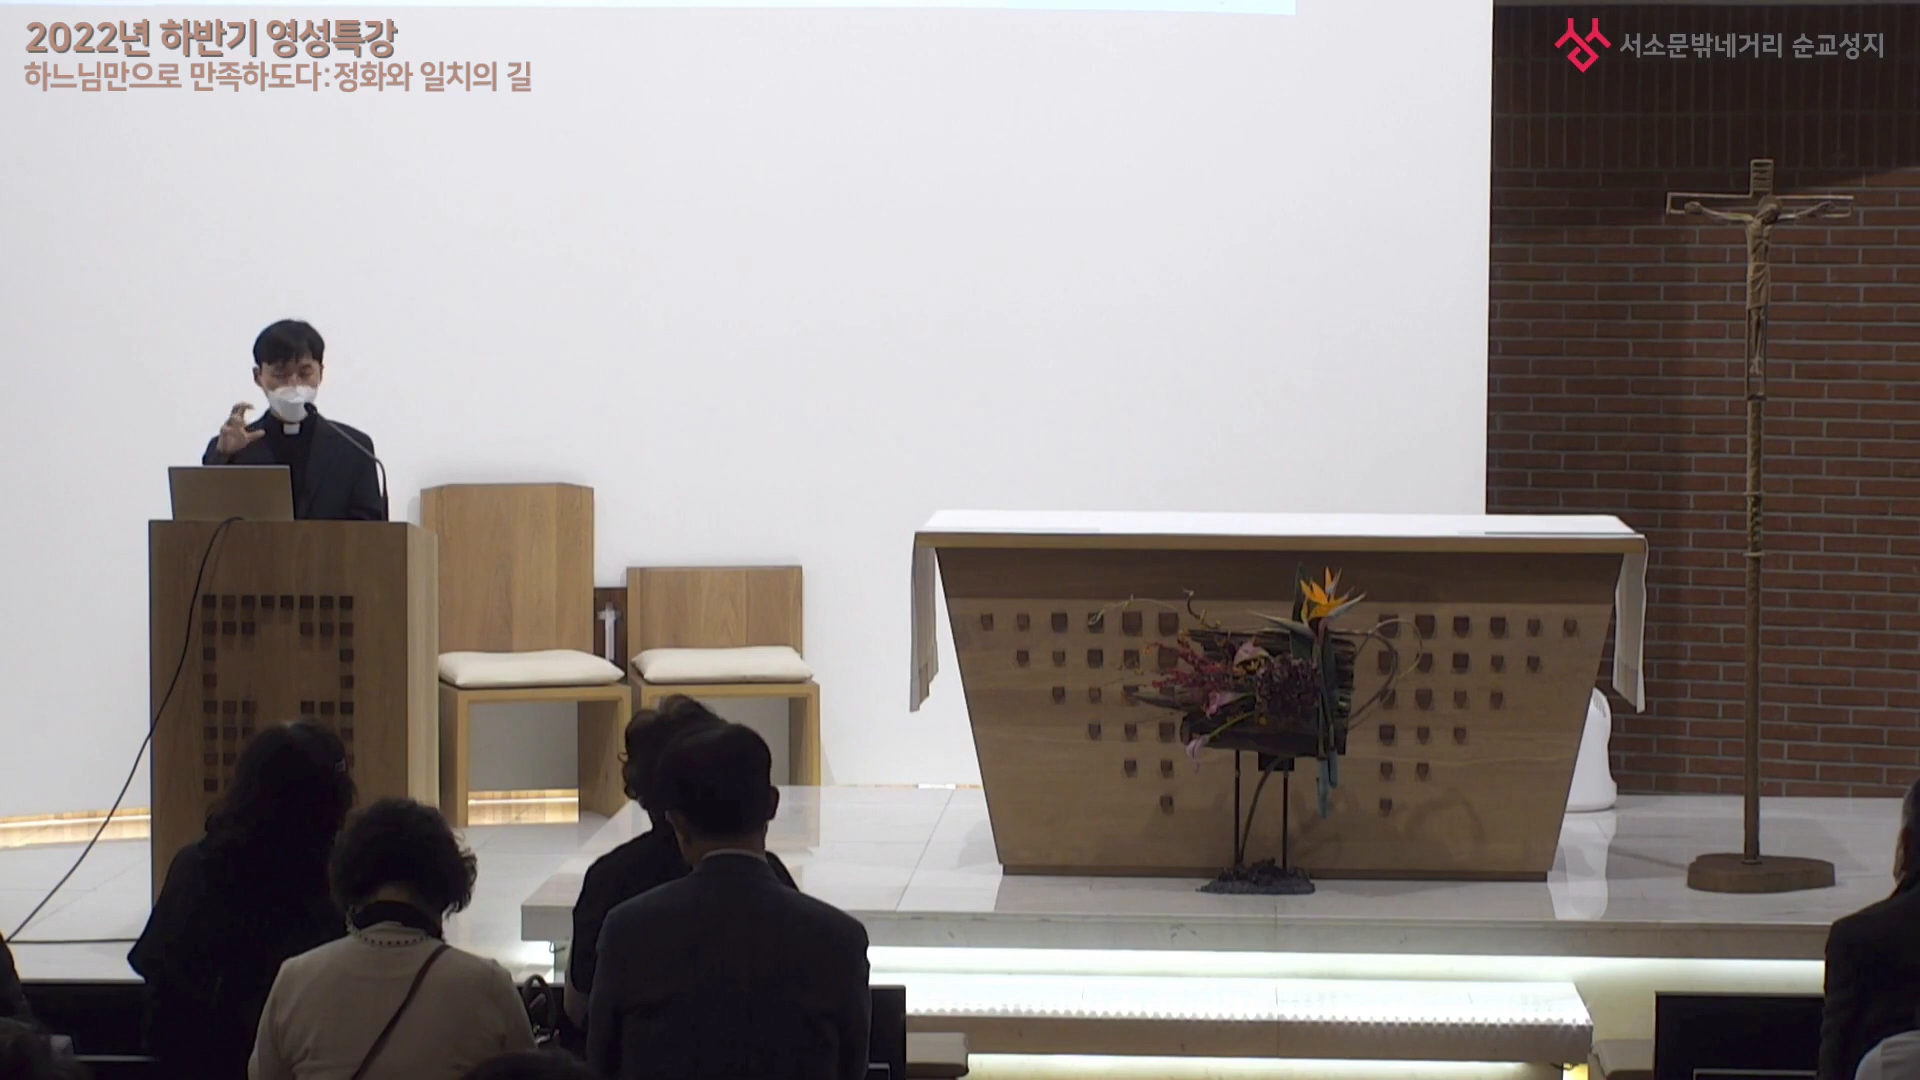 2022년 하반기 영성특강
하느님만으로 만족하도다:정화와 일치의 길
서소문밖네거리 순교성지